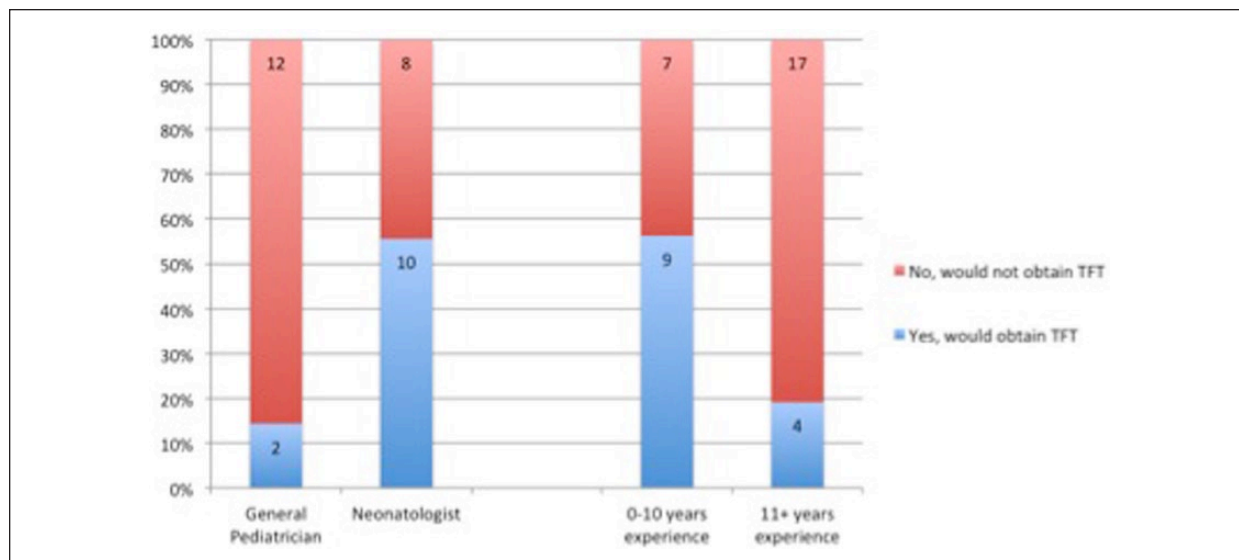 100%
90%
80%
70%
60%
50%
40%
30%
20%
10%
0%
12
8
7
17
2
10
9
4
General
Pediatrician
Neonatologist
0-10 years
experience
11+ years
experience
No, would not obtain TFT
Yes, would obtain TFT